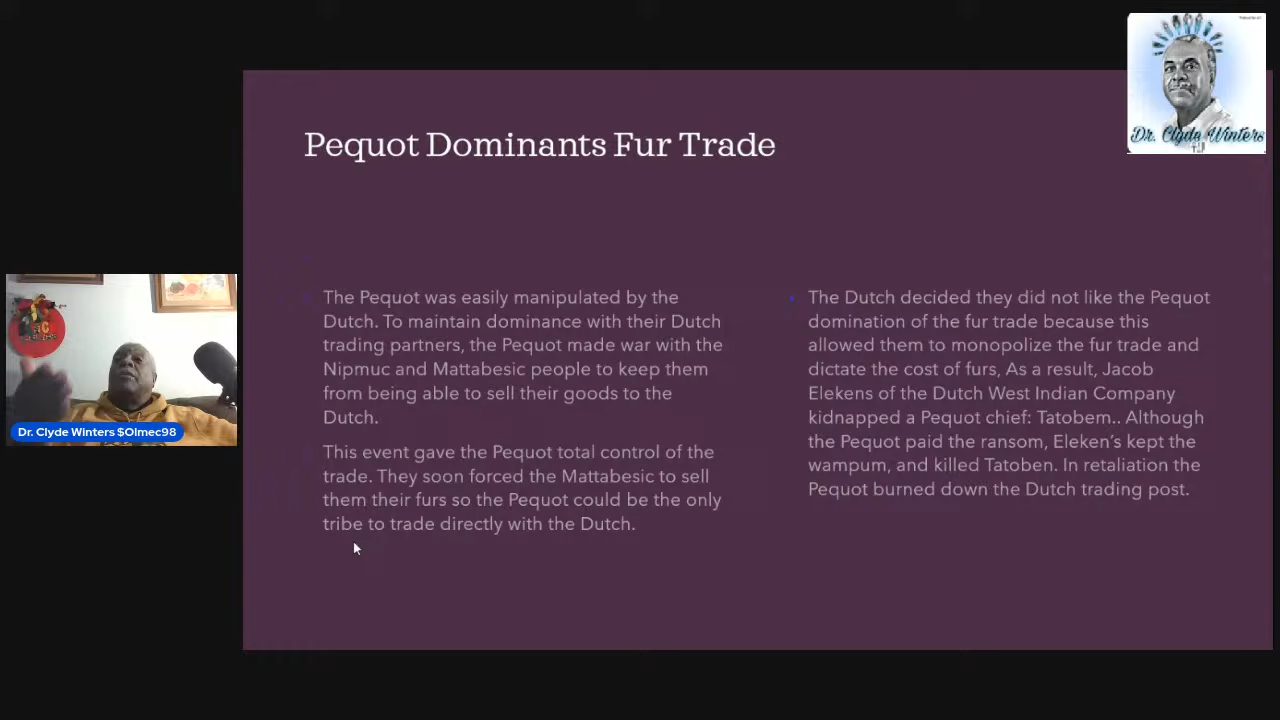 Pequot Dominants Fur Trade
The Pequot was easily manipulated by the
Dutch. To maintain dominance with their Dutch
trading partners, the Pequot made war with the
Nipmuc and Mattabesic people to keep them
from being able to sell their goods to the
Dutch.
This event gave the Pequot total control of the
trade. They soon forced the Mattabesic to sell
them their furs so the Pequot could be the only
tribe to trade directly with the Dutch.
The Dutch decided they did not like the Pequot
domination of the fur trade because this
allowed them to monopolize the fur trade and
dictate the cost of furs, As a result, Jacob
Elekens of the Dutch West Indian Company
kidnapped a Pequot chief: Tatobem.. Although
the Pequot paid the ransom, Eleken’s kept the
wampum, and killed Tatoben. In retaliation the
Pequot burned down the Dutch trading post.
Dr. Clyde Winters
Dr. Clyde Winters $Olmec98